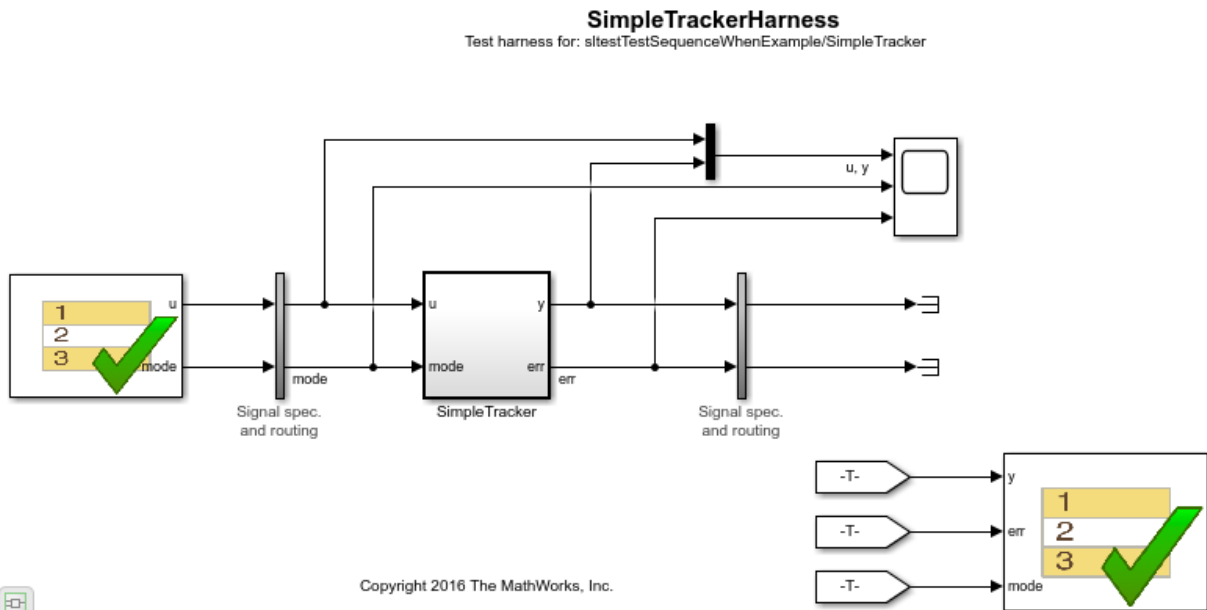 SimpleTrackerHarness
Test harness for: sltestTestSequenceWhenExample/SimpleTracker
u, y
u
mode
1
2
3
mode
u
mode
y
err
err
Signal spec.
and routing
SimpleTracker
Signal spec.
and routing
-T-
-T-
-T-
y
err
mode
1
2
3
Copyright 2016 The MathWorks, Inc.